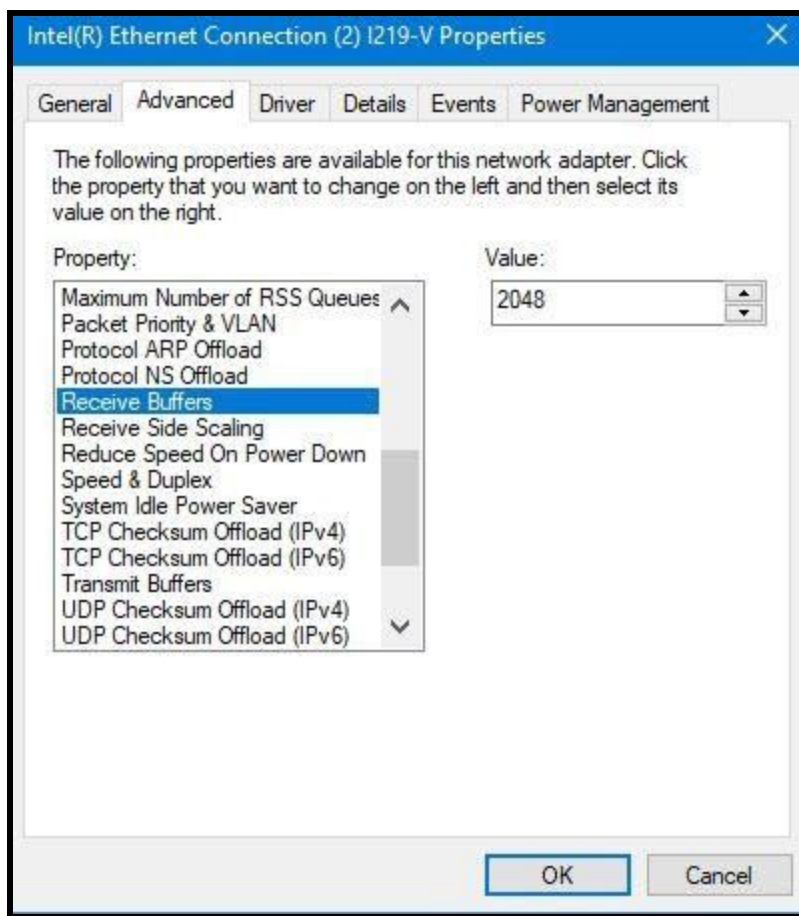 Intel(R) Ethernet Connection (2) I219-V Properties
General Advanced Driver Details Events Power Management
The following properties are available for this network adapter. Click
the property that you want to change on the left and then select its
value on the right.
Property:
Value:
Maximum Number of RSS Queues
Packet Priority & VLAN
Protocol ARP Offload
Protocol NS Offload
Receive Buffers
Receive Side Scaling
Reduce Speed On Power Down
Speed & Duplex
System Idle Power Saver
TCP Checksum Offload (IPv4)
TCP Checksum Offload (IPv6)
Transmit Buffers
UDP Checksum Offload (IPv4)
UDP Checksum Offload (IPv6)
2048
OK Cancel